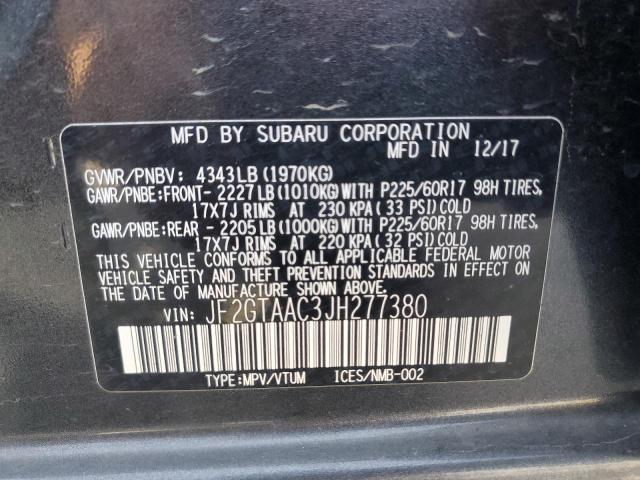 MFD BY SUBARU CORPORATION
MFD IN 12/17
GVWR/PNBV: 4343LB(1970KG)
GAWR/PNBE:FRONT-2227LB(1010KG)WITH P225/60R17 98H TIRES,
17X7J RIMS AT 230 KPA(33 PSI)COLD
GAWR/PNBE:REAR -2205LB(1000KG)WITH P225/60R17 98H TIRES,
17X7J RIMS AT 220 KPA(32 PSI)COLD
THIS VEHICLE CONFORMS TO ALL APPLICABLE FEDERAL MOTOR
VEHICLE SAFETY AND THEFT PREVENTION STANDARDS IN EFFECT ON
THE DATE OF MANUFACTURE SHOWN ABOVE.
VIN: JF2GTAAC3JH277380
TYPE:MPV/VTUM ICES/NMB-002